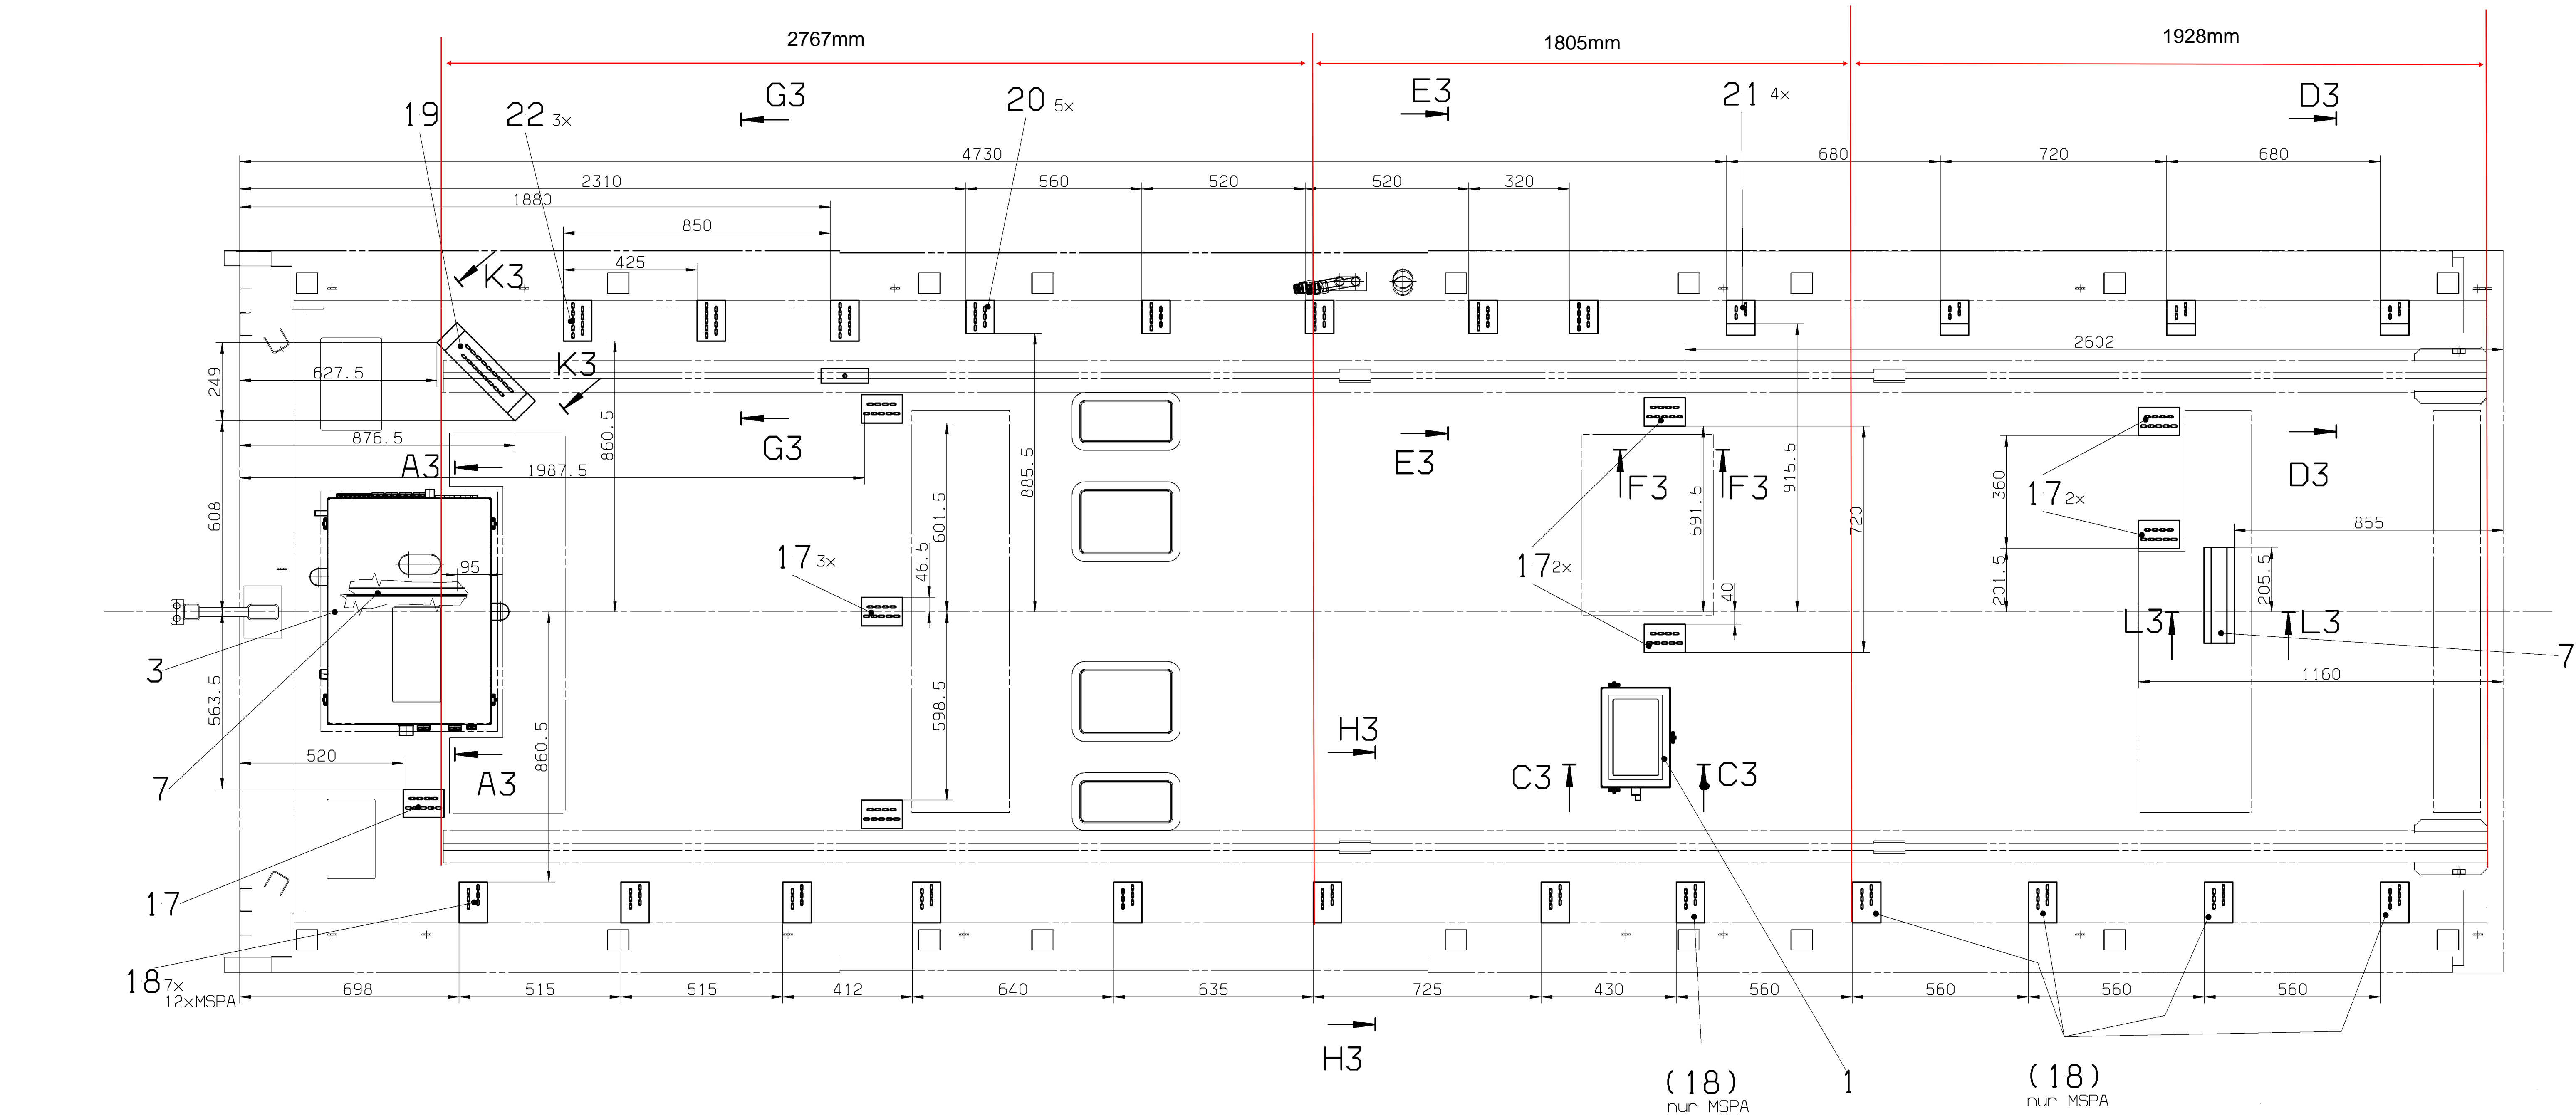 2767mm
1805mm
1928mm
G3
E3
D3
19
22 3x
20 5x
21 4x
4730
680
720
680
2310
560
520
520
320
1880
850
425
K3
K3
249
627.5
876.5
2602
860.5
885.5
915.5
A3
1987.5
G3
E3
F3
F3
D3
608
601.5
46.5
591.5
720
360
17 2x
855
95
17 3x
17 2x
40
201.5
205.5
L3
L3
7
3
563.5
598.5
1160
860.5
H3
520
7
A3
C3
C3
17
18 7x
12xMSPA
698
515
515
412
640
635
725
430
560
560
560
560
H3
(18)
nur MSPA
1
(18)
nur MSPA